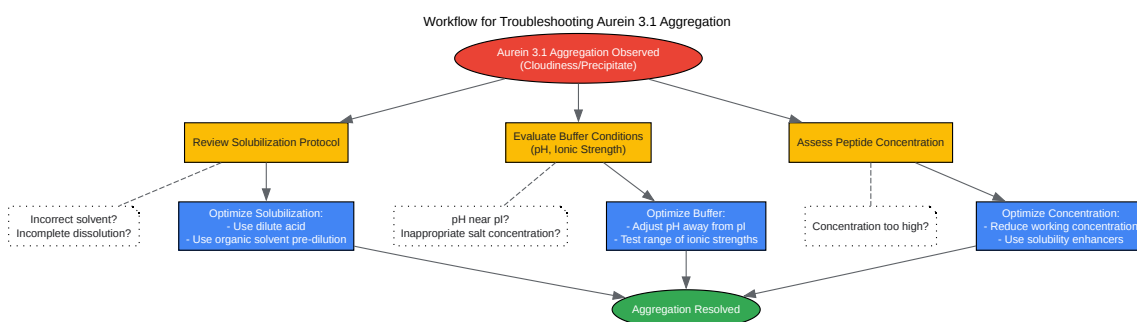 Workflow for Troubleshooting Aurein 3.1 Aggregation
Aurein 3.1 Aggregation Observed
(Cloudiness/Precipitate)
Review Solubilization Protocol
Evaluate Buffer Conditions
(pH, Ionic Strength)
Assess Peptide Concentration
Incorrect solvent?
Incomplete dissolution?
Optimize Solubilization:
- Use dilute acid
- Use organic solvent pre-dilution
pH near pI?
Inappropriate salt concentration?
Optimize Buffer:
- Adjust pH away from pI
- Test range of ionic strengths
Concentration too high?
Optimize Concentration:
- Reduce working concentration
- Use solubility enhancers
Aggregation Resolved